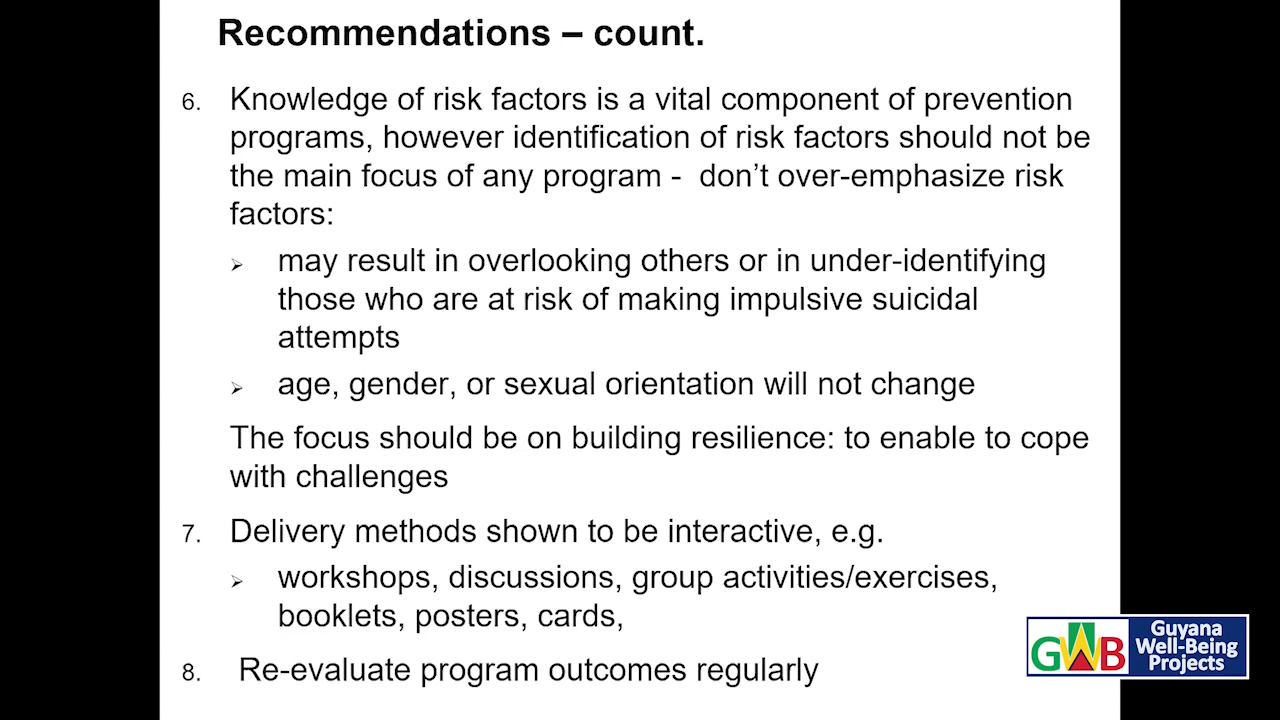 Recommendations – count.
6. Knowledge of risk factors is a vital component of prevention
programs, however identification of risk factors should not be
the main focus of any program - don't over-emphasize risk
factors:
➢ may result in overlooking others or in under-identifying
those who are at risk of making impulsive suicidal
attempts
➢ age, gender, or sexual orientation will not change
The focus should be on building resilience: to enable to cope
with challenges
7. Delivery methods shown to be interactive, e.g.
➢ workshops, discussions, group activities/exercises,
booklets, posters, cards,
8. Re-evaluate program outcomes regularly
GWB
Guyana
Well-Being
Projects